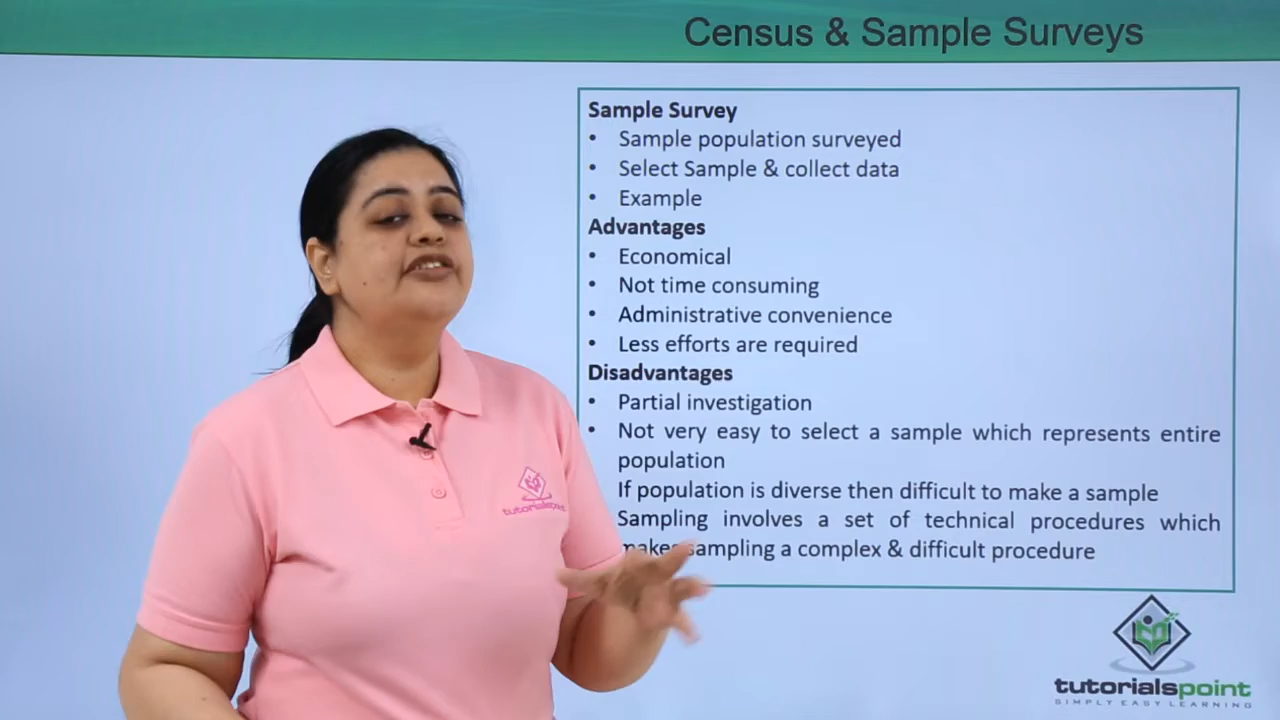 Census & Sample Surveys
Sample Survey
• Sample population surveyed
• Select Sample & collect data
• Example
Advantages
• Economical
• Not time consuming
• Administrative convenience
• Less efforts are required
Disadvantages
• Partial investigation
• Not very easy to select a sample which represents entire
population
If population is diverse then difficult to make a sample
Sampling involves a set of technical procedures which
makes sampling a complex & difficult procedure
tutorialspoint
tutorialspoint
SIMPLY EASY LEARNING